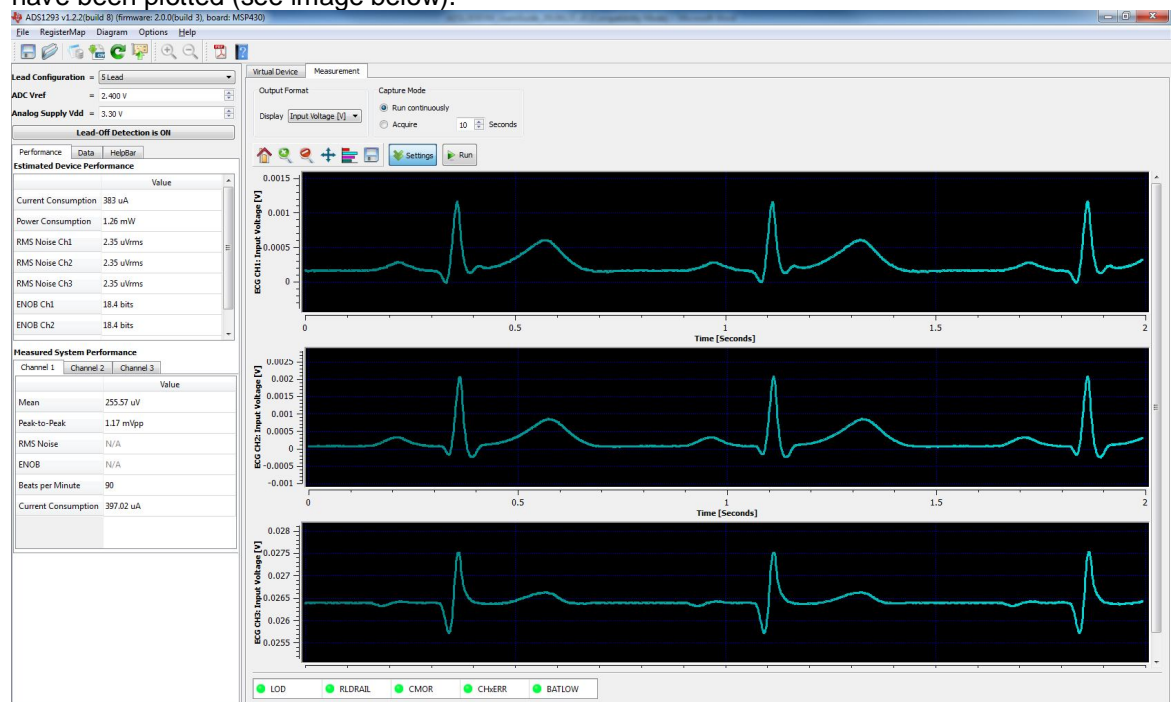 have been plotted (see image below).
ADS1293 v1.2.2(build 8) (firmware: 2.0.0(build 3), board: MSP430)
File RegisterMap Diagram Options Help
Lead Configuration = 5 Lead
ADC Vref = 2.400 V
Analog Supply Vdd = 3.30 V
Lead-Off Detection is ON
Performance Data HelpBar
Estimated Device Performance
Value
Current Consumption 383 uA
Power Consumption 1.26 mW
RMS Noise Ch1 2.35 uVrms
RMS Noise Ch2 2.35 uVrms
RMS Noise Ch3 2.35 uVrms
ENOB Ch1 18.4 bits
ENOB Ch2 18.4 bits
Measured System Performance
Channel 1 Channel 2 Channel 3
Value
Mean 255.57 uV
Peak-to-Peak 1.17 mVpp
RMS Noise N/A
ENOB N/A
Beats per Minute 90
Current Consumption 397.02 uA
Virtual Device Measurement
Output Format Capture Mode
Display Input Voltage [V]
Run continuously
Acquire 10 Seconds
Settings Run
ECG CH1: Input Voltage [V]
0.0015
0.001
0.0005
0
0 0.5 1 1.5 2
Time [Seconds]
ECG CH2: Input Voltage [V]
0.0025
0.002
0.0015
0.001
0.0005
0
-0.0005
-0.001
0 0.5 1 1.5 2
Time [Seconds]
ECG CH3: Input Voltage [V]
0.028
0.0275
0.027
0.0265
0.026
0.0255
LOD RLDRAIL CMOR CHxERR BATLOW